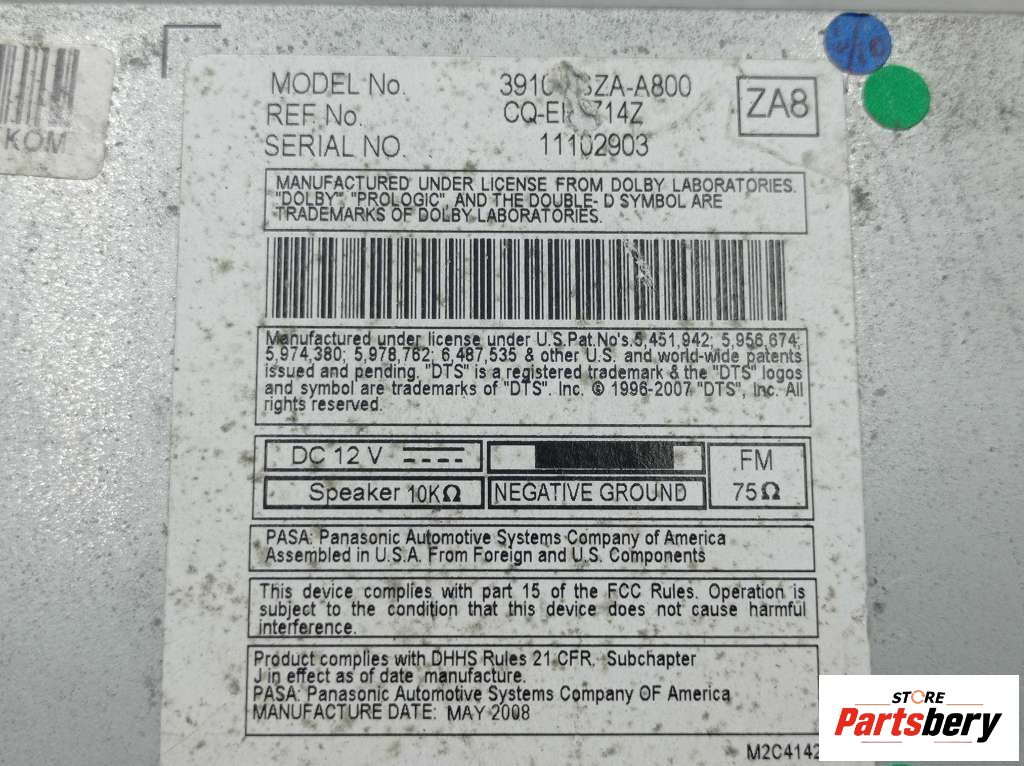 KOM
MODEL No. ZA-A800
REF. No. 14Z
ZA8
SERIAL NO. 11102903
MANUFACTURED UNDER LICENSE FROM DOLBY LABORATORIES.
"DOLBY" "PROLOGIC", AND THE DOUBLE- D SYMBOL ARE
TRADEMARKS OF DOLBY LABORATORIES.
Manufactured under license under U.S.Pat.No's.5,451,942; 5,956,674;
5,974,380; 5,978,762; 6,487,535 & other U.S. and world-wide patents
issued and pending. "DTS" is a registered trademark & the "DTS" logos
and symbol are trademarks of "DTS". Inc. © 1996-2007 "DTS", Inc. All
rights reserved.
DC 12 V
Speaker 10KΩ
NEGATIVE GROUND
FM
75Ω
PASA: Panasonic Automotive Systems Company of America
Assembled in U.S.A. From Foreign and U.S. Components
This device complies with part 15 of the FCC Rules. Operation is
subject to the condition that this device does not cause harmful
interference.
Product complies with DHHS Rules 21 CFR, Subchapter
J in effect as of date manufacture.
PASA: Panasonic Automotive Systems Company OF America
MANUFACTURE DATE: MAY 2008
M2C4142
STORE
Partsbery